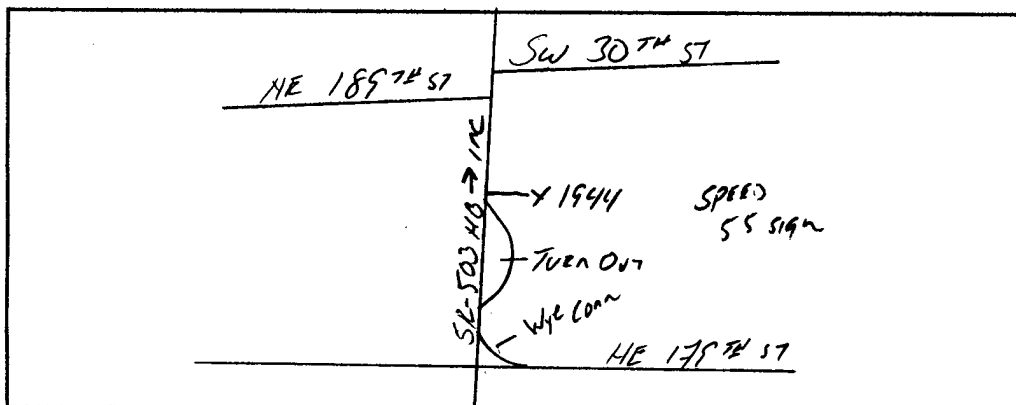 SW 30TH ST
NE 189TH ST
SR-503 NB → INC
X 1944
SPEED
55 sign
Turn Out
Wye Conn
NE 179TH ST